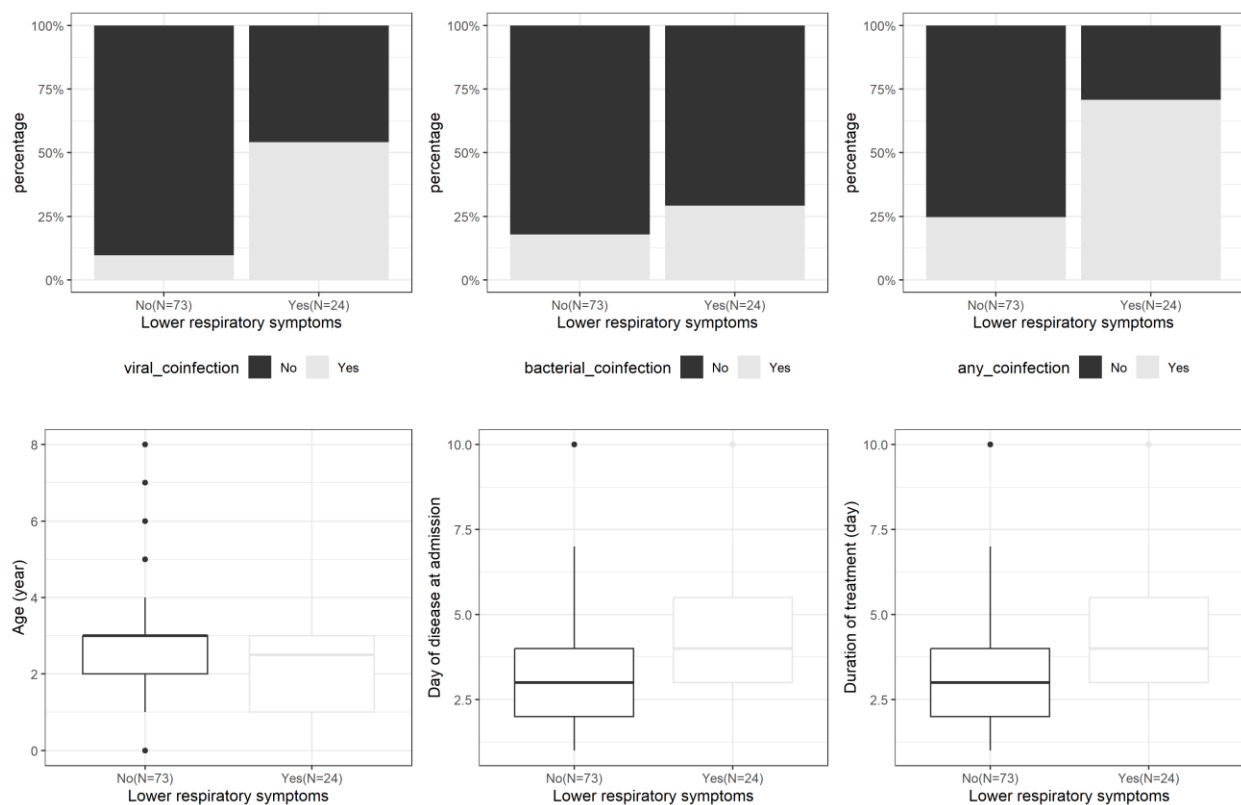 percentage
100%
75%
50%
25%
0%
No(N=73) Yes(N=24)
Lower respiratory symptoms
viral_coinfection No Yes
percentage
100%
75%
50%
25%
0%
No(N=73) Yes(N=24)
Lower respiratory symptoms
bacterial_coinfection No Yes
percentage
100%
75%
50%
25%
0%
No(N=73) Yes(N=24)
Lower respiratory symptoms
any_coinfection No Yes
Age (year)
8
6
4
2
0
No(N=73) Yes(N=24)
Lower respiratory symptoms
Day of disease at admission
10.0
7.5
5.0
2.5
No(N=73) Yes(N=24)
Lower respiratory symptoms
Duration of treatment (day)
10.0
7.5
5.0
2.5
No(N=73) Yes(N=24)
Lower respiratory symptoms